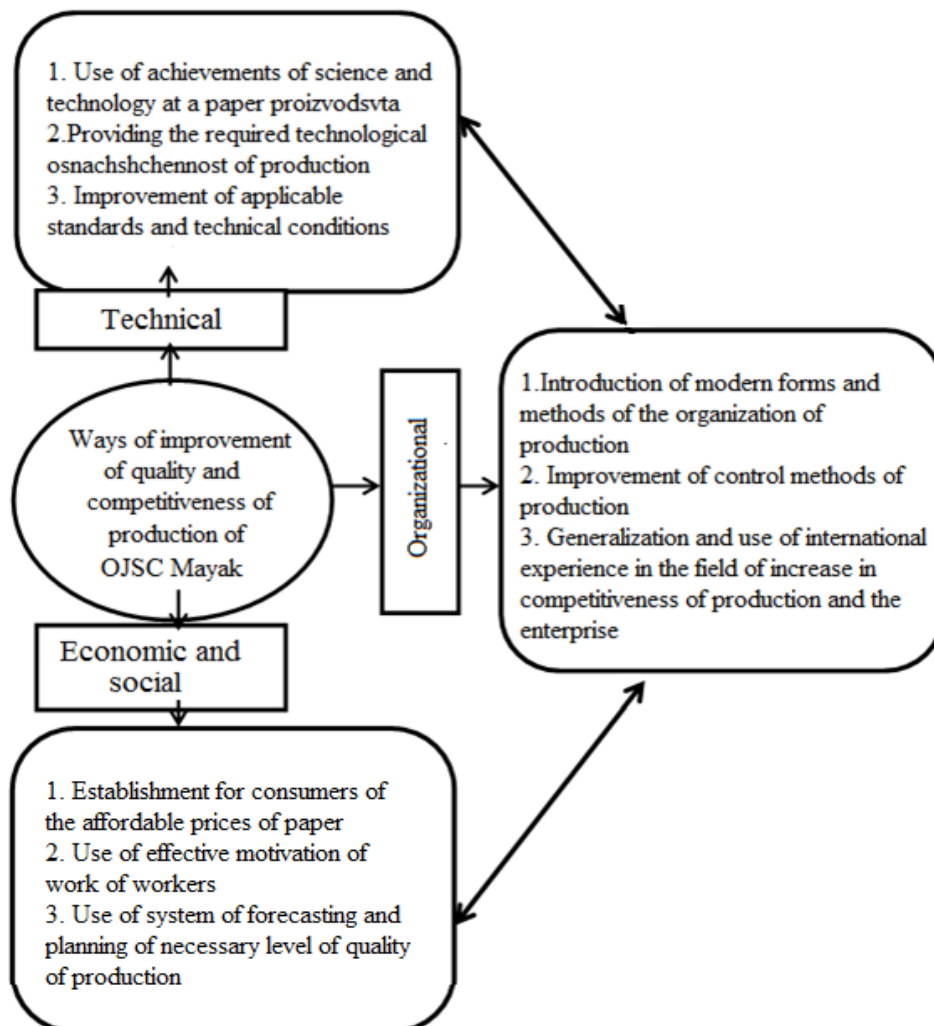 1. Use of achievements of science and
technology at a paper proizvodsvta
2.Providing the required technological
osnachshchennost of production
3. Improvement of applicable
standards and technical conditions
Technical
Ways of improvement
of quality and
competitiveness of
production of
OJSC Mayak
Organizational
1.Introduction of modern forms and
methods of the organization of
production
2. Improvement of control methods of
production
3. Generalization and use of international
experience in the field of increase in
competitiveness of production and the
enterprise
Economic and
social
1. Establishment for consumers of
the affordable prices of paper
2. Use of effective motivation of
work of workers
3. Use of system of forecasting and
planning of necessary level of quality
of production